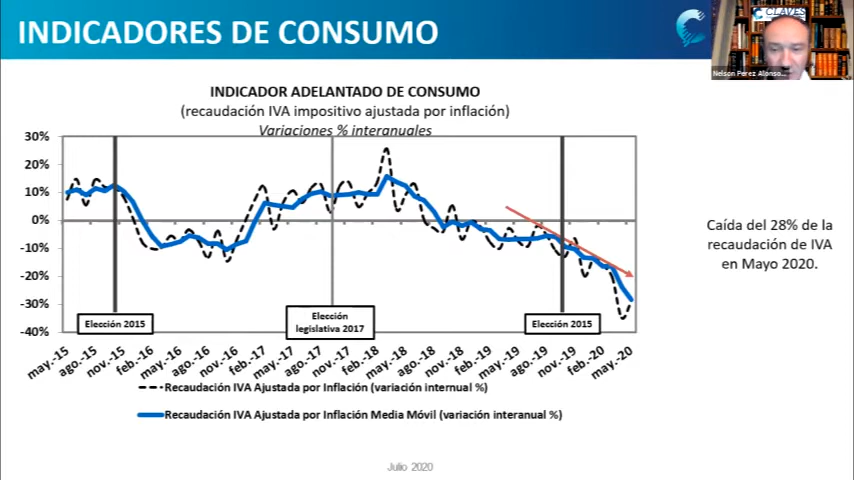 INDICADORES DE CONSUMO
CLAVES
Nelson Perez Alonso...
INDICADOR ADELANTADO DE CONSUMO
(recaudación IVA impositivo ajustada por inflación)
Variaciones % interanuales
30%
20%
10%
0%
-10%
-20%
-30%
-40%
Elección 2015
Elección
legislativa 2017
Elección 2015
may.-15
ago.-15
nov.-15
feb.-16
may.-16
ago.-16
nov.-16
feb.-17
may.-17
ago.-17
nov.-17
feb.-18
may.-18
ago.-18
nov.-18
feb.-19
may.-19
ago.-19
nov.-19
feb.-20
may.-20
Recaudación IVA Ajustada por Inflación (variación internual %)
Recaudación IVA Ajustada por Inflación Media Móvil (variación interanual %)
Caída del 28% de la
recaudación de IVA
en Mayo 2020.
Julio 2020